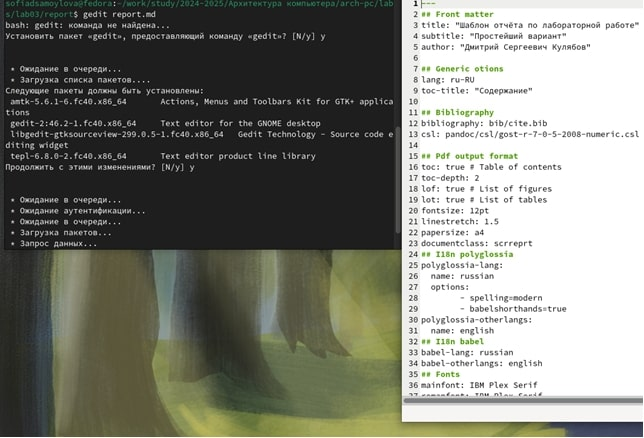 sofiadsamoylova@fedora:~/work/study/2024-2025/Архитектура компьютера/arch-pc/lab
s/lab03/report$ gedit report.md
bash: gedit: команда не найдена...
Установить пакет «gedit», предоставляющий команду «gedit»? [N/y] y
* Ожидание в очереди...
* Загрузка списка пакетов....
Следующие пакеты должны быть установлены:
amtk-5.6.1-6.fc40.x86_64 Actions, Menus and Toolbars Kit for GTK+ applica
tions
gedit-2:46.2-1.fc40.x86_64 Text editor for the GNOME desktop
libgedit-gtksourceview-299.0.5-1.fc40.x86_64 Gedit Technology - Source code e
diting widget
tepl-6.8.0-2.fc40.x86_64 Text editor product line library
Продолжить с этими изменениями? [N/y] y
* Ожидание в очереди...
* Ожидание аутентификации...
* Ожидание в очереди...
* Загрузка пакетов...
* Запрос данных...
1 ---
2 ## Front matter
3 title: "Шаблон отчёта по лабораторной работе"
4 subtitle: "Простейший вариант"
5 author: "Дмитрий Сергеевич Кулябов"
6
7 ## Generic otions
8 lang: ru-RU
9 toc-title: "Содержание"
10
11 ## Bibliography
12 bibliography: bib/cite.bib
13 csl: pandoc/csl/gost-r-7-0-5-2008-numeric.csl
14
15 ## Pdf output format
16 toc: true # Table of contents
17 toc-depth: 2
18 lof: true # List of figures
19 lot: true # List of tables
20 fontsize: 12pt
21 linestretch: 1.5
22 papersize: a4
23 documentclass: scrreprt
24 ## I18n polyglossia
25 polyglossia-lang:
26 name: russian
27 options:
28 - spelling=modern
29 - babelshorthands=true
30 polyglossia-otherlangs:
31 name: english
32 ## I18n babel
33 babel-lang: russian
34 babel-otherlangs: english
35 ## Fonts
36 mainfont: IBM Plex Serif
37 romanfont: IBM Plex Serif